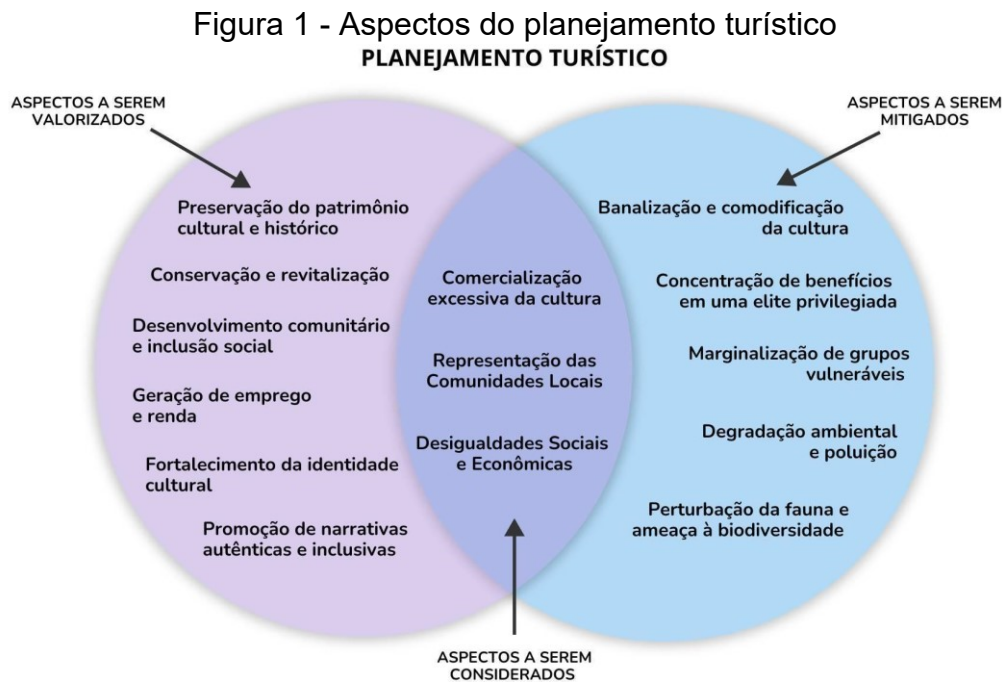 Figura 1 - Aspectos do planejamento turístico
PLANEJAMENTO TURÍSTICO
ASPECTOS A SEREM
VALORIZADOS
ASPECTOS A SEREM
MITIGADOS
Preservação do patrimônio
cultural e histórico
Conservação e revitalização
Desenvolvimento comunitário
e inclusão social
Geração de emprego
e renda
Fortalecimento da identidade
cultural
Promoção de narrativas
autênticas e inclusivas
Comercialização
excessiva da cultura
Representação das
Comunidades Locais
Desigualdades Sociais
e Econômicas
Banalização e comodificação
da cultura
Concentração de benefícios
em uma elite privilegiada
Marginalização de grupos
vulneráveis
Degradação ambiental
e poluição
Perturbação da fauna e
ameaça à biodiversidade
ASPECTOS A SEREM
CONSIDERADOS